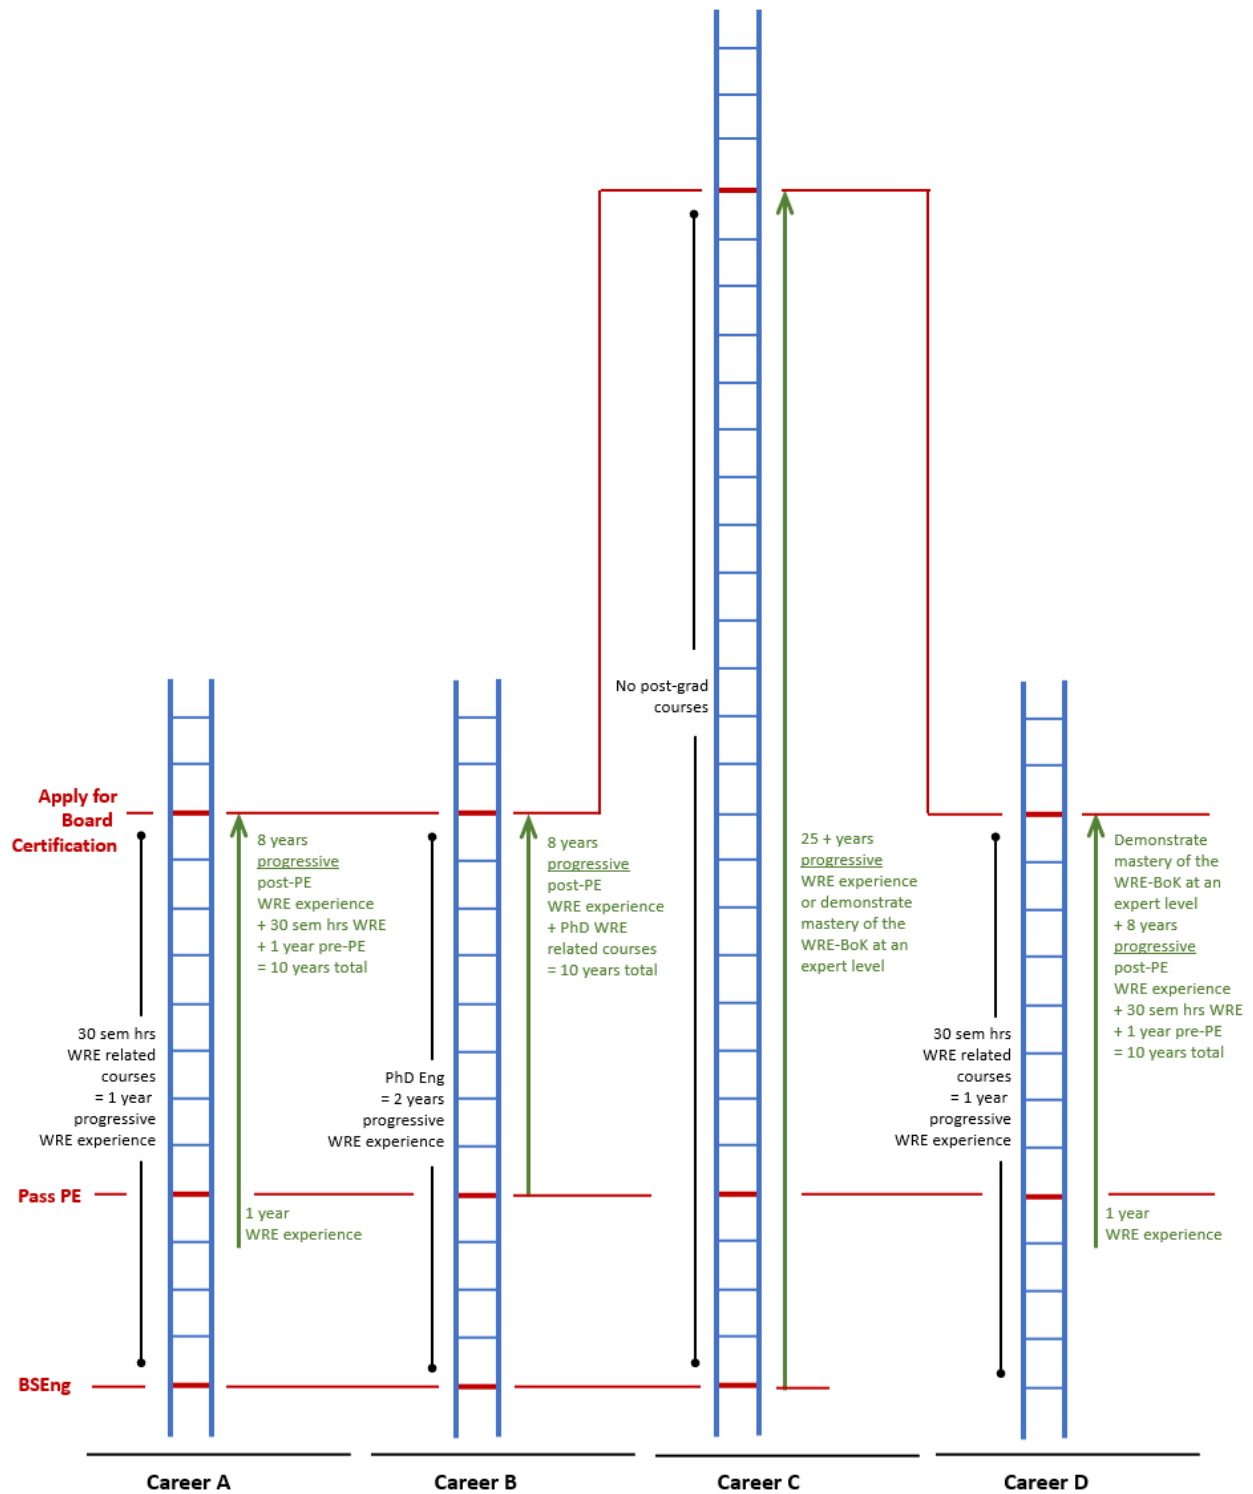 No post-grad
courses
Apply for
Board
Certification
8 years
progressive
post-PE
WRE experience
+ 30 sem hrs WRE
+ 1 year pre-PE
= 10 years total
8 years
progressive
post-PE
WRE experience
+ PhD WRE
related courses
= 10 years total
25 + years
progressive
WRE experience
or demonstrate
mastery of the
WRE-BoK at an
expert level
Demonstrate
mastery of the
WRE-BoK at an
expert level
+ 8 years
progressive
post-PE
WRE experience
+ 30 sem hrs WRE
+ 1 year pre-PE
= 10 years total
30 sem hrs
WRE related
courses
= 1 year
progressive
WRE experience
PhD Eng
= 2 years
progressive
WRE experience
30 sem hrs
WRE related
courses
= 1 year
progressive
WRE experience
Pass PE
1 year
WRE experience
1 year
WRE experience
BSEng
Career A
Career B
Career C
Career D